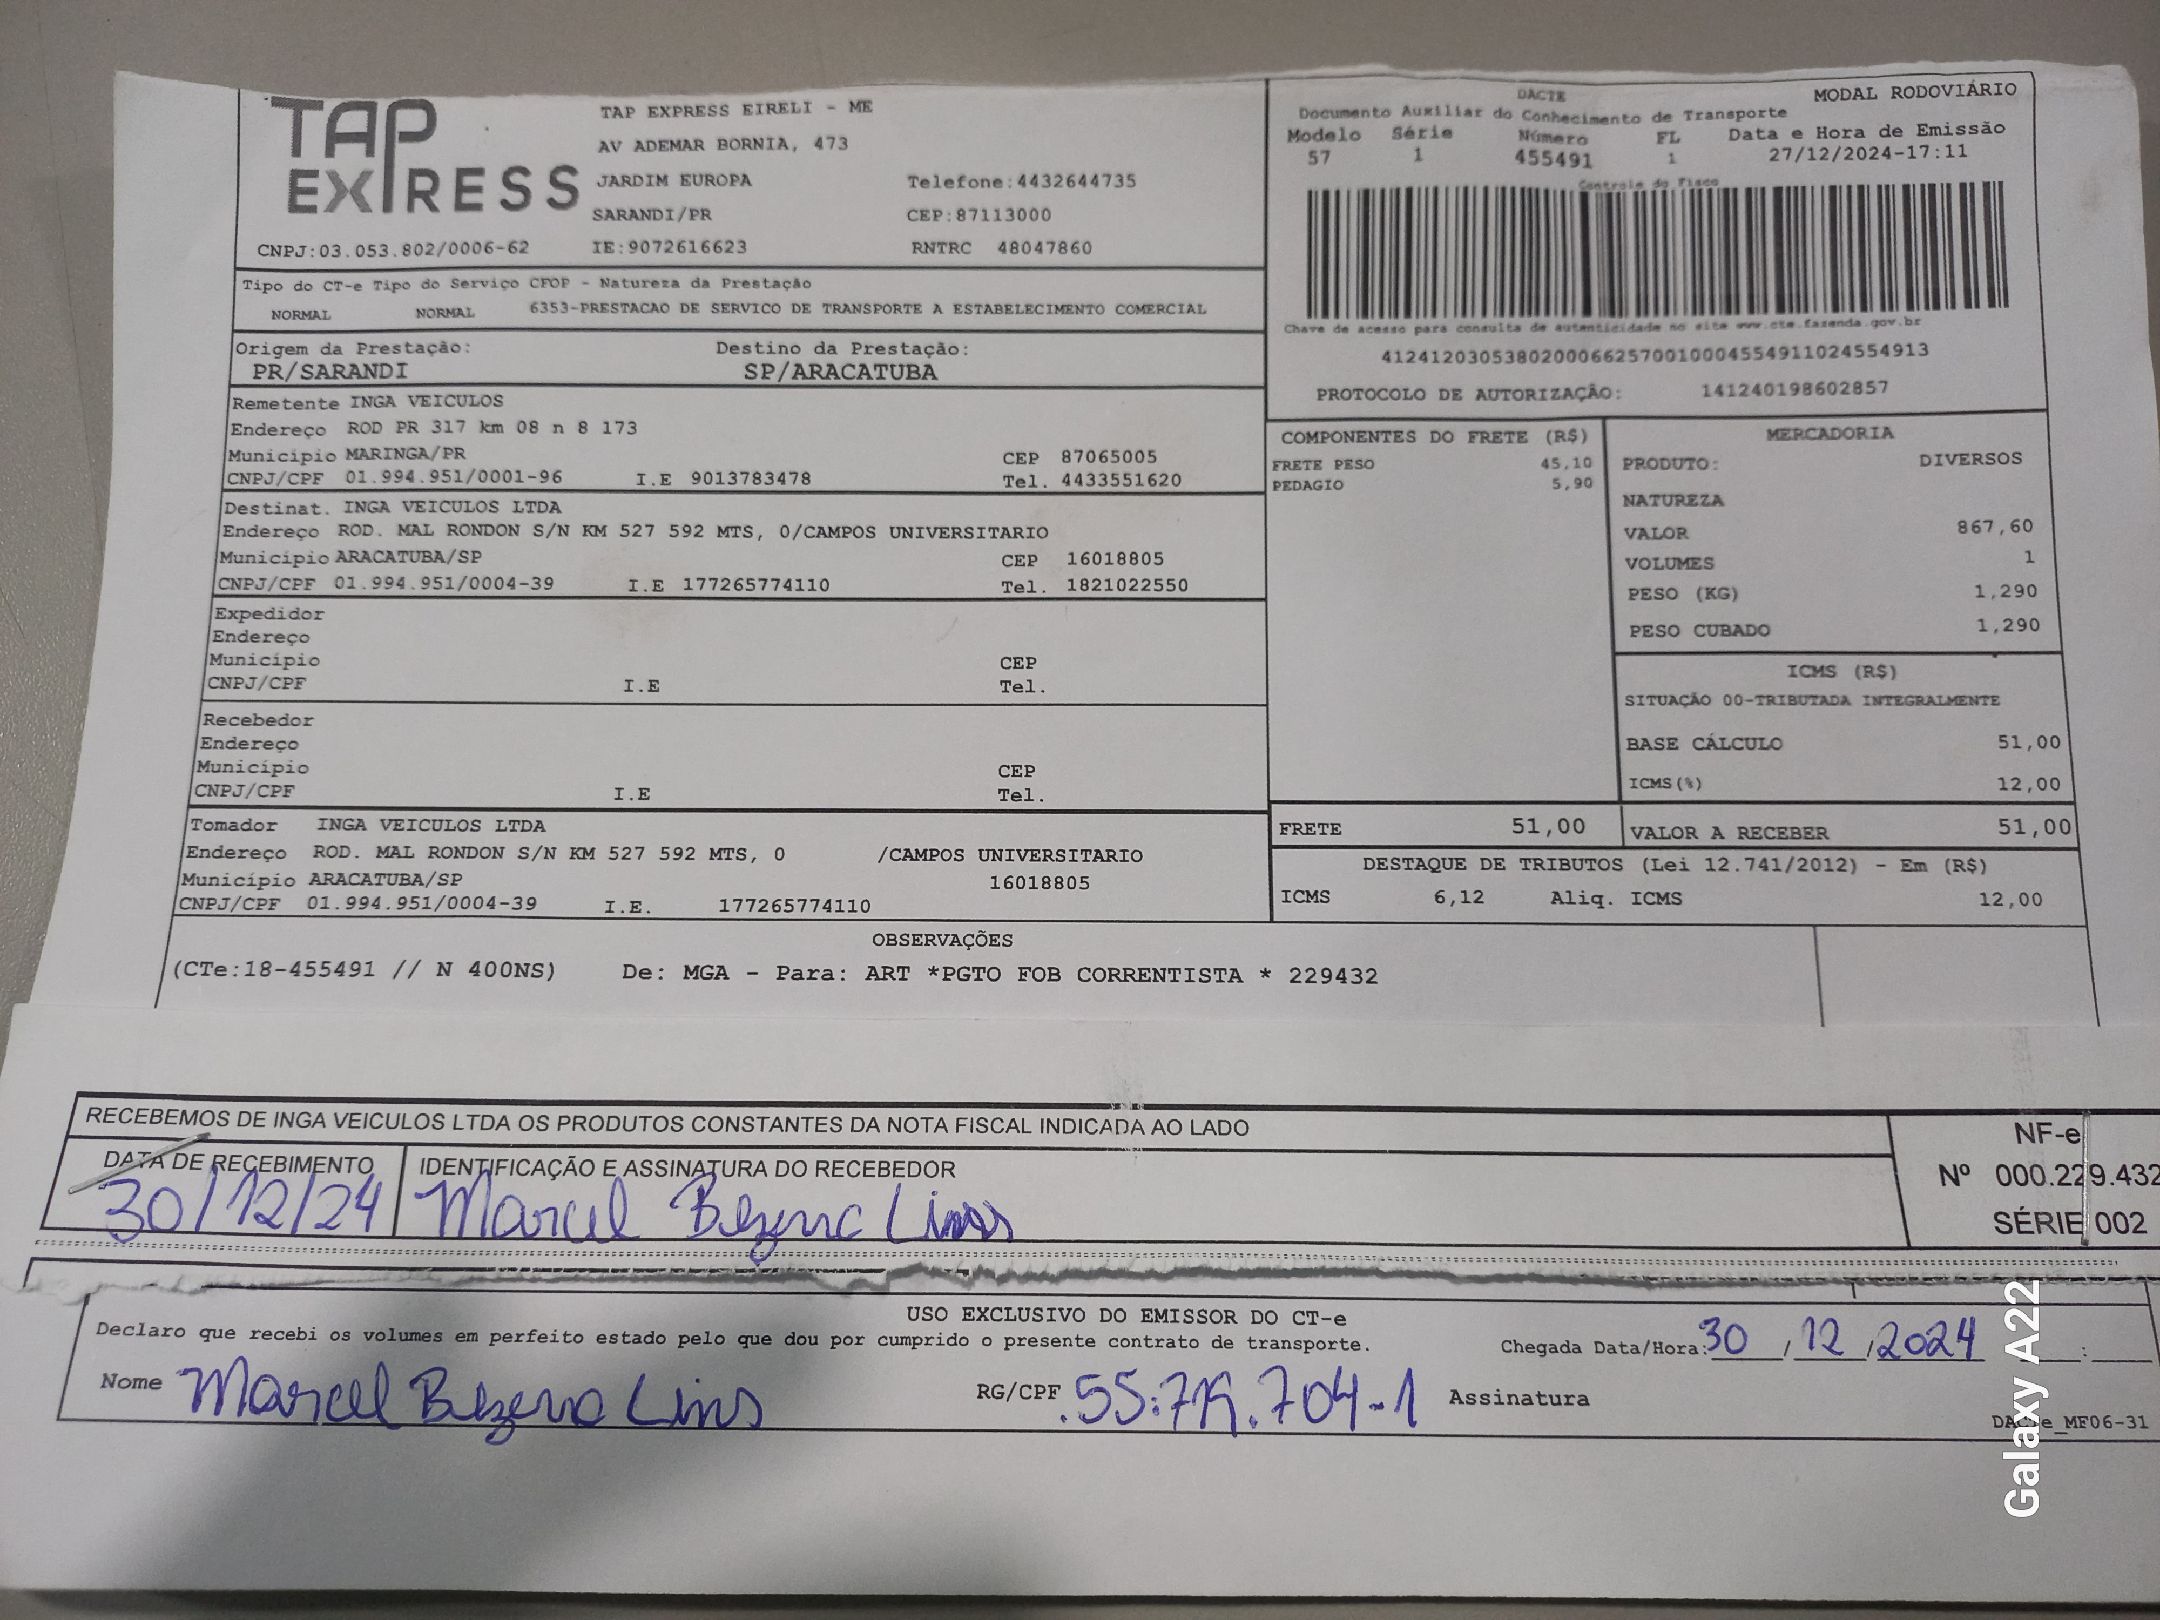 TAP
EXPRESS
TAP EXPRESS EIRELI - ME
AV ADEMAR BORNIA, 473
JARDIM EUROPA Telefone:4432644735
SARANDI/PR CEP:87113000
CNPJ:03.053.802/0006-62 IE:9072616623 RNTRC 48047860
DACTE MODAL RODOVIÁRIO
Documento Auxiliar do Conhecimento de Transporte
Modelo Série Número FL Data e Hora de Emissão
57 1 455491 1 27/12/2024-17:11
Controle do Fisco
Chave de acesso para consulta de autenticidade no site www.cte.fazenda.gov.br
41241203053802000662570010004554911024554913
PROTOCOLO DE AUTORIZAÇÃO: 141240198602857
Tipo do CT-e Tipo do Serviço CFOP - Natureza da Prestação
NORMAL NORMAL 6353-PRESTACAO DE SERVICO DE TRANSPORTE A ESTABELECIMENTO COMERCIAL
Origem da Prestação: Destino da Prestação:
PR/SARANDI SP/ARACATUBA
Remetente INGA VEICULOS
Endereço ROD PR 317 km 08 n 8 173
Município MARINGA/PR CEP 87065005
CNPJ/CPF 01.994.951/0001-96 I.E 9013783478 Tel. 4433551620
Destinat. INGA VEICULOS LTDA
Endereço ROD. MAL RONDON S/N KM 527 592 MTS, 0/CAMPOS UNIVERSITARIO
Município ARACATUBA/SP CEP 16018805
CNPJ/CPF 01.994.951/0004-39 I.E 177265774110 Tel. 1821022550
Expedidor
Endereço
Município CEP
CNPJ/CPF I.E Tel.
Recebedor
Endereço
Município CEP
CNPJ/CPF I.E Tel.
Tomador INGA VEICULOS LTDA
Endereço ROD. MAL RONDON S/N KM 527 592 MTS, 0 /CAMPOS UNIVERSITARIO
Município ARACATUBA/SP 16018805
CNPJ/CPF 01.994.951/0004-39 I.E. 177265774110
COMPONENTES DO FRETE (R$)
FRETE PESO 45,10
PEDAGIO 5,90
MERCADORIA
PRODUTO: DIVERSOS
NATUREZA
VALOR 867,60
VOLUMES 1
PESO (KG) 1,290
PESO CUBADO 1,290
ICMS (R$)
SITUAÇÃO 00-TRIBUTADA INTEGRALMENTE
BASE CÁLCULO 51,00
ICMS(%) 12,00
FRETE 51,00 VALOR A RECEBER 51,00
DESTAQUE DE TRIBUTOS (Lei 12.741/2012) - Em (R$)
ICMS 6,12 Aliq. ICMS 12,00
OBSERVAÇÕES
(CTe:18-455491 // N 400NS) De: MGA - Para: ART *PGTO FOB CORRENTISTA * 229432
RECEBEMOS DE INGA VEICULOS LTDA OS PRODUTOS CONSTANTES DA NOTA FISCAL INDICADA AO LADO
DATA DE RECEBIMENTO IDENTIFICAÇÃO E ASSINATURA DO RECEBEDOR
30/12/24 Marcel Bezerra Lins
NF-e
Nº 000.229.432
SÉRIE 002
USO EXCLUSIVO DO EMISSOR DO CT-e
Declaro que recebi os volumes em perfeito estado pelo que dou por cumprido o presente contrato de transporte. Chegada Data/Hora: 30/12/2024 :
Nome Marcel Bezerra Lins RG/CPF 55.719.704-1 Assinatura
DACTe_MF06-31
Galaxy A22